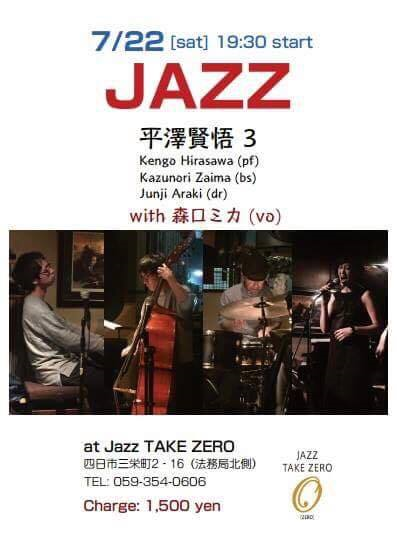 7/22 [sat] 19:30 start
JAZZ
平澤賢悟 3
Kengo Hirasawa (pf)
Kazunori Zaima (bs)
Junji Araki (dr)
with 森口ミカ (vo)
at Jazz TAKE ZERO
四日市三栄町2・16（法務局北側）
TEL: 059-354-0606
Charge: 1,500 yen
JAZZ
TAKE ZERO
(ZERO)